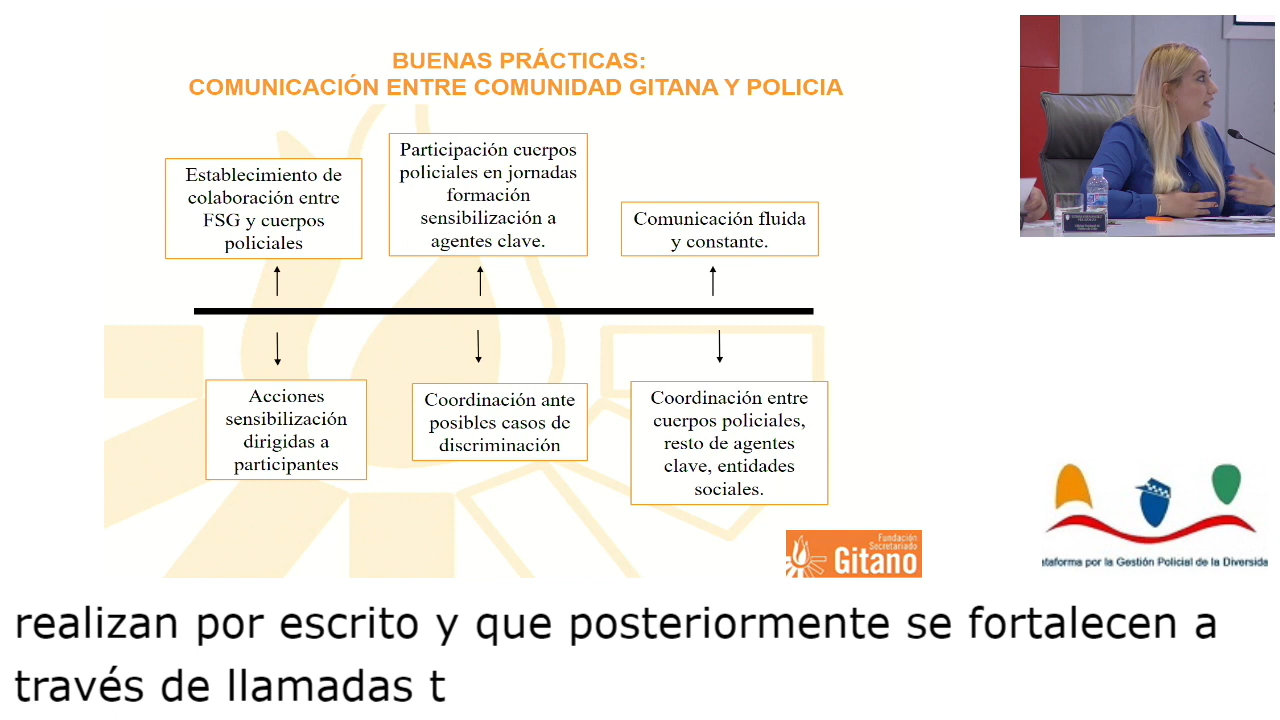 BUENAS PRÁCTICAS:
COMUNICACIÓN ENTRE COMUNIDAD GITANA Y POLICIA
Establecimiento de
colaboración entre
FSG y cuerpos
policiales
Participación cuerpos
policiales en jornadas
formación
sensibilización a
agentes clave.
Comunicación fluida
y constante.
Acciones
sensibilización
dirigidas a
participantes
Coordinación ante
posibles casos de
discriminación
Coordinación entre
cuerpos policiales,
resto de agentes
clave, entidades
sociales.
Fundación
Secretariado
Gitano
ataforma por la Gestión Policial de la Diversida
realizan por escrito y que posteriormente se fortalecen a
través de llamadas t